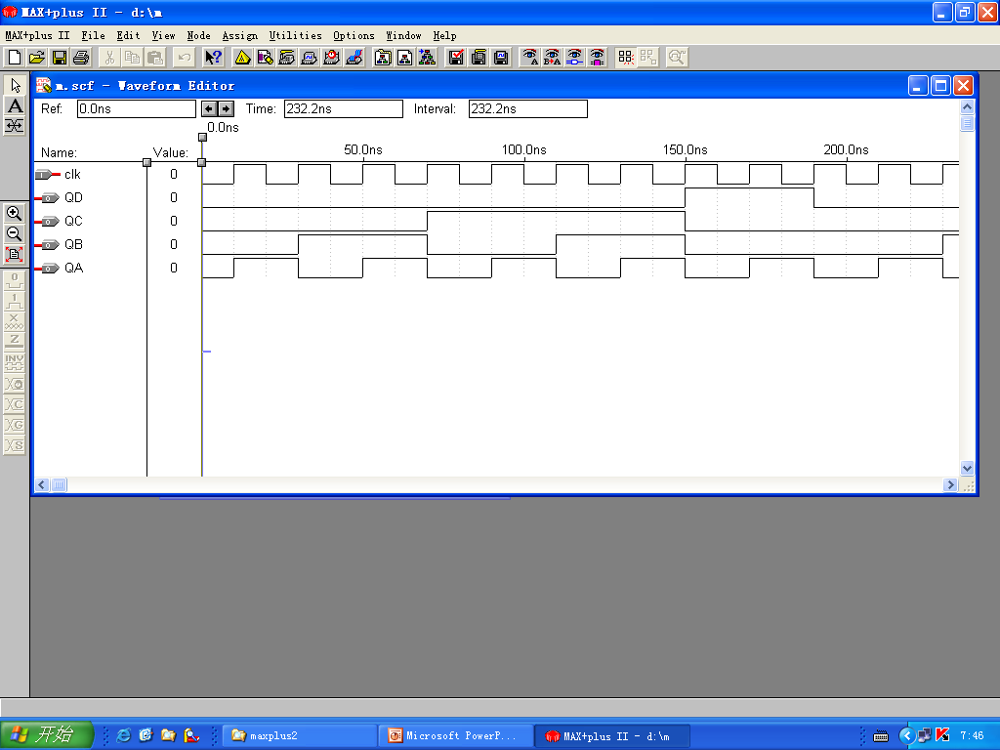 MAX+plus II - d:\m
MAX+plus II File Edit View Node Assign Utilities Options Window Help
m.scf - Waveform Editor
Ref: 0.0ns Time: 232.2ns Interval: 232.2ns
0.0ns
Name: Value: 50.0ns 100.0ns 150.0ns 200.0ns
clk 0
QD 0
QC 0
QB 0
QA 0
开始 maxplus2 Microsoft PowerP... MAX+plus II - d:\m 7:46